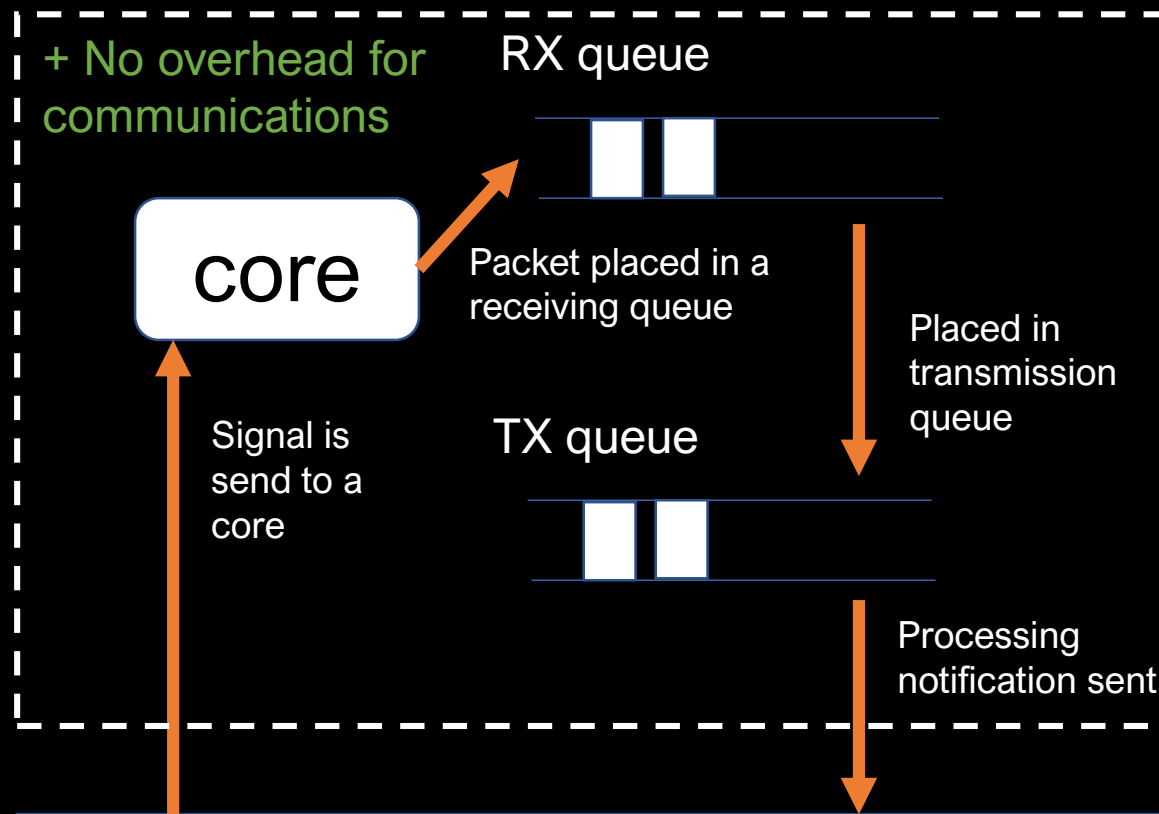 + No overhead for
communications
RX queue
core
Packet placed in a
receiving queue
Placed in
transmission
queue
Signal is
send to a
core
TX queue
Processing
notification sent